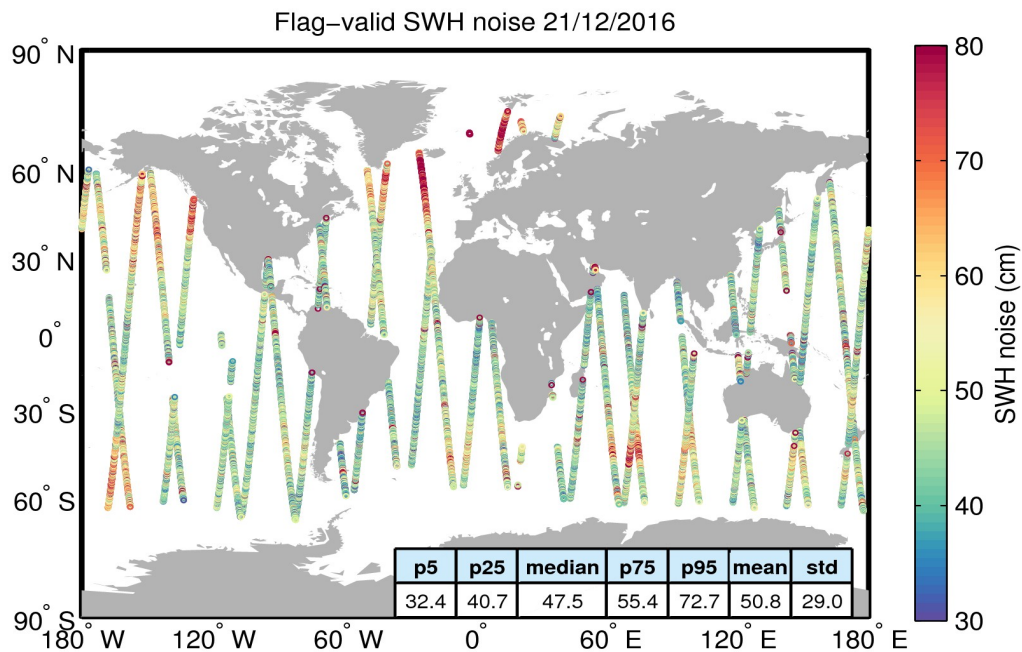 Flag−valid SWH noise 21/12/2016
90° N
60° N
30° N
0°
30° S
60° S
90° S
180° W
120° W
60° W
0°
60° E
120° E
180° E
p5 p25 median p75 p95 mean std
32.4 40.7 47.5 55.4 72.7 50.8 29.0
80
70
60
50
40
30
SWH noise (cm)